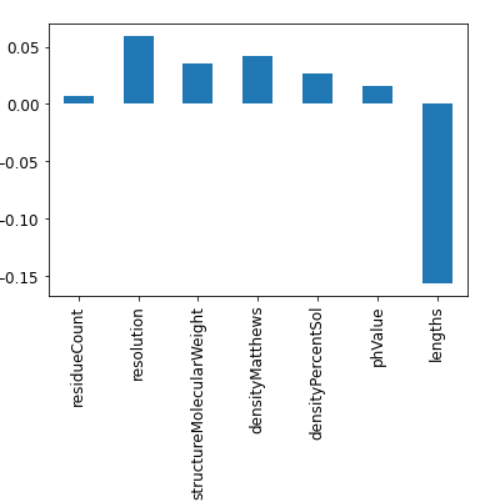 0.05
0.00
-0.05
-0.10
-0.15
residueCount
resolution
structureMolecularWeight
densityMatthews
densityPercentSol
phValue
lengths